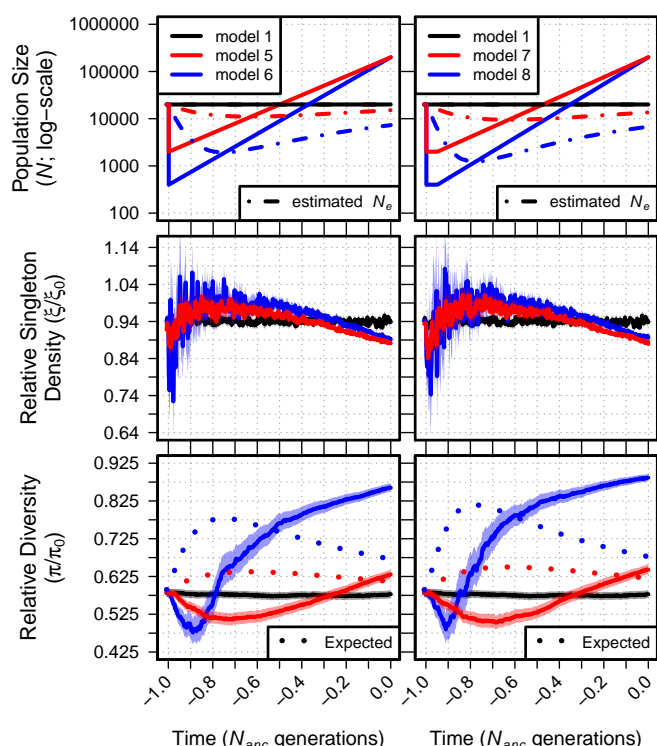 Population Size
(N; log−scale)
1000000
100000
10000
1000
100
model 1
model 5
model 6
estimated Ne
model 1
model 7
model 8
estimated Ne
Relative Singleton
Density (ξ/ξ0)
1.14
1.04
0.94
0.84
0.74
0.64
Relative Diversity
(π/π0)
0.925
0.825
0.725
0.625
0.525
0.425
Expected
Expected
−1.0 −0.8 −0.6 −0.4 −0.2 0.0
−1.0 −0.8 −0.6 −0.4 −0.2 0.0
Time (Nanc generations)
Time (Nanc generations)